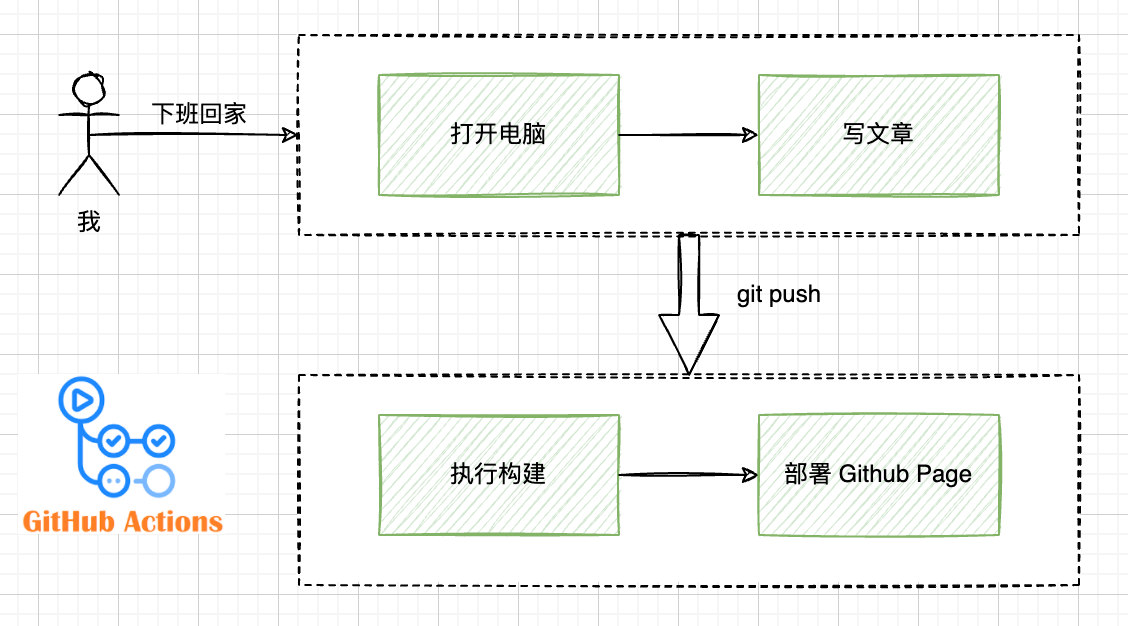 下班回家
打开电脑
写文章
我
git push
执行构建
部署 Github Page
GitHub Actions